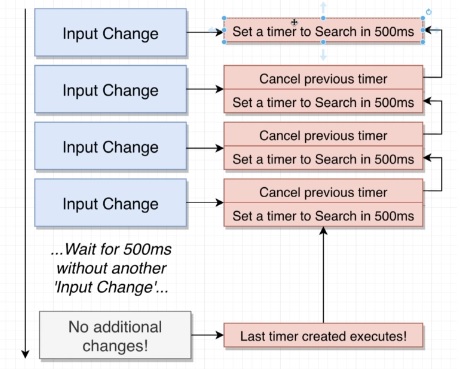 Input Change
Set a timer to Search in 500ms
Input Change
Cancel previous timer
Set a timer to Search in 500ms
Input Change
Cancel previous timer
Set a timer to Search in 500ms
Input Change
Cancel previous timer
Set a timer to Search in 500ms
...Wait for 500ms
without another
'Input Change'...
No additional
changes!
Last timer created executes!